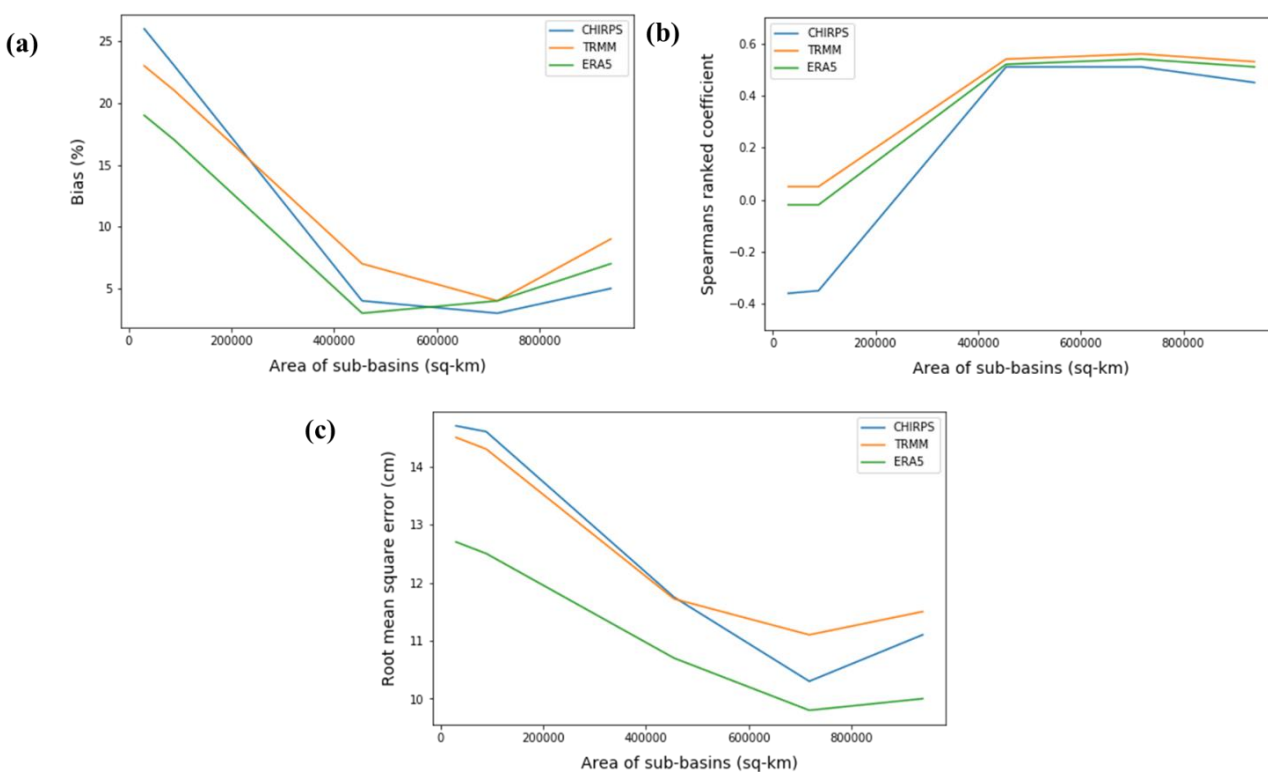 (a)
25
20
15
10
5
Bias (%)
0 200000 400000 600000 800000
Area of sub-basins (sq-km)
CHIRPS
TRMM
ERA5
(b)
0.6
0.4
0.2
0.0
−0.2
−0.4
Spearmans ranked coefficient
0 200000 400000 600000 800000
Area of sub-basins (sq-km)
CHIRPS
TRMM
ERA5
(c)
14
13
12
11
10
Root mean square error (cm)
0 200000 400000 600000 800000
Area of sub-basins (sq-km)
CHIRPS
TRMM
ERA5